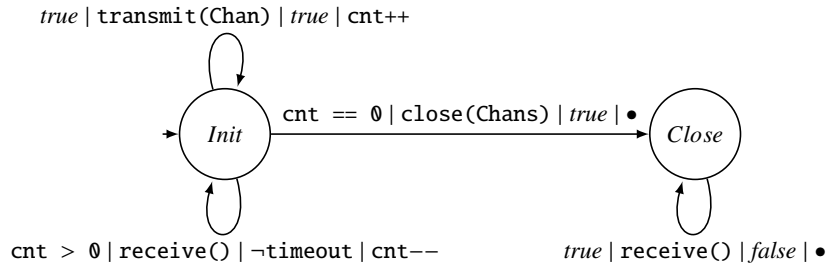 true | transmit(Chan) | true | cnt++
cnt == 0 | close(Chans) | true | •
Init
Close
cnt > 0 | receive() | ¬timeout | cnt−−
true | receive() | false | •